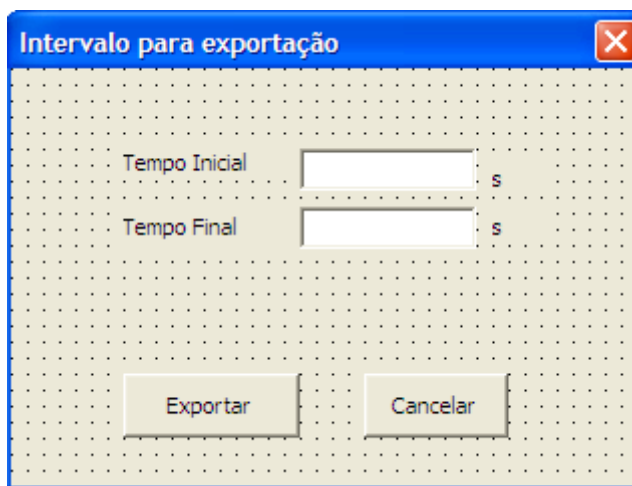 Intervalo para exportação
Tempo Inicial s
Tempo Final s
Exportar Cancelar